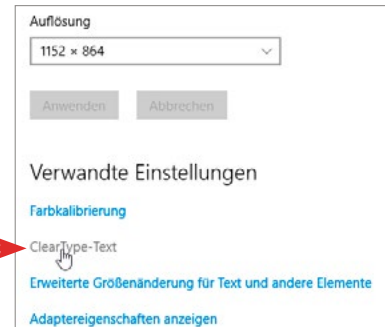 Auflösung
1152 × 864
Anwenden Abbrechen
Verwandte Einstellungen
Farbkalibrierung
ClearType-Text
Erweiterte Größenänderung für Text und andere Elemente
Adaptereigenschaften anzeigen